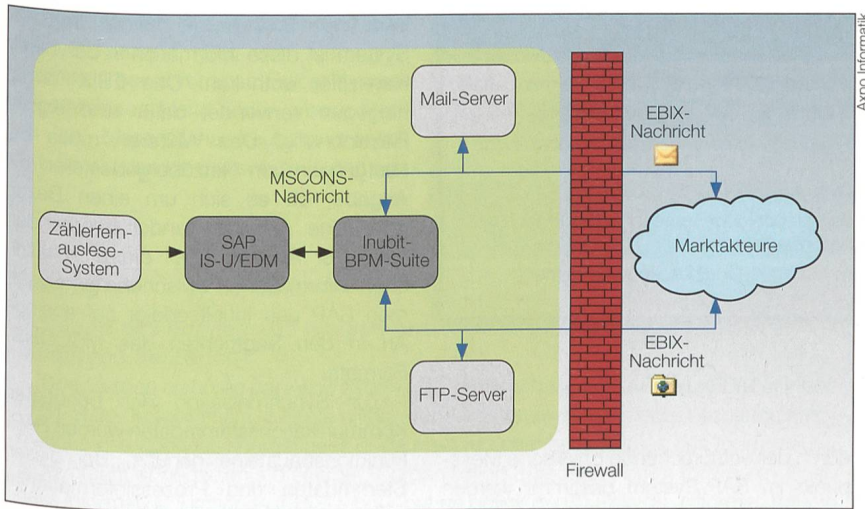 Axpo Informatik
Mail-Server
EBIX-
Nachricht
MSCONS-
Nachricht
Zählerfern-
auslese-
System
SAP
IS-U/EDM
Inubit-
BPM-Suite
Marktakteure
FTP-Server
EBIX-
Nachricht
Firewall